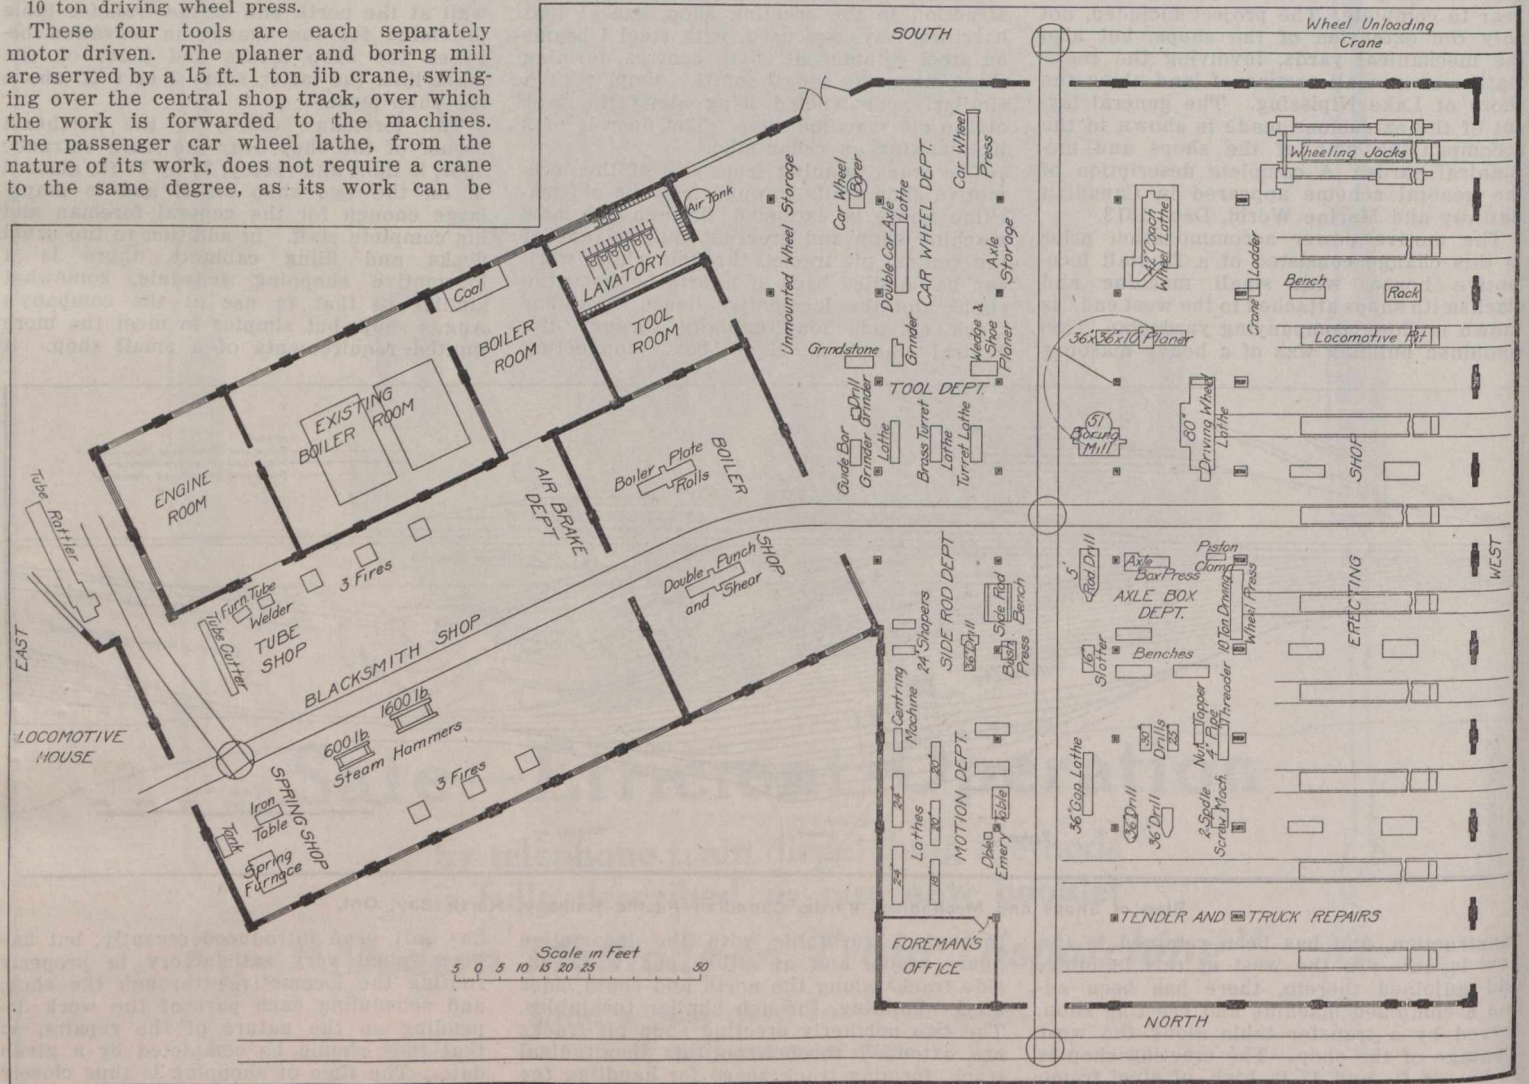 10 ton driving wheel press.
These four tools are each separately
motor driven. The planer and boring mill
are served by a 15 ft. 1 ton jib crane, swing-
ing over the central shop track, over which
the work is forwarded to the machines.
The passenger car wheel lathe, from the
nature of its work, does not require a crane
to the same degree, as its work can be
SOUTH
Wheel Unloading
Crane
Wheeling Jacks
Unmounted Wheel Storage
Car Wheel
Borer
Double Car Axle
Lathe
CAR WHEEL DEPT.
Car Wheel
Press
Axle
Storage
42" Coach
Wheel Lathe
Crane Ladder
Bench
Rack
Locomotive Pit
Air Tank
LAVATORY
Coal
BOILER
ROOM
TOOL
ROOM
EXISTING
BOILER ROOM
ENGINE
ROOM
Grindstone
Grinder
Wedge &
Shoe
Planer
TOOL DEPT.
36"x36"x10' Planer
51"
Boring
Mill
80"
Driving Wheel
Lathe
Guide Bar
Grinder
Drill
Grinder
Lathe
Brass Turret
Lathe
Turret Lathe
AIR BRAKE
DEPT
Boiler Plate
Rolls
BOILER
SHOP
Double Punch
and Shear
Tube Rattler
EAST
3 Fires
Furn. Tube
Welder
Tube Cutter
TUBE
SHOP
BLACKSMITH SHOP
1600 lb
600 lb
Steam Hammers
3 Fires
LOCOMOTIVE
HOUSE
SPRING SHOP
Iron
Table
Tank
Spring
Furnace
SIDE ROD DEPT
24" Shapers
36" Drill
Side Rod
Bench
Bush.
Press
Centring
Machine
24"
24"
Lathes
20"
20"
18"
MOTION DEPT.
Dble
Emery
Table
5'
Rod Drill
Axle
Box Press
Piston
Clamp
AXLE BOX
DEPT.
10 Ton Driving
Wheel Press
16"
Slotter
Benches
36" Gap Lathe
30"
Drills
25"
Nut Tapper
4" Pipe
Threader
36" Drill
36" Drill
2 Spdle
Screw Mach.
ERECTING
SHOP
WEST
TENDER AND TRUCK REPAIRS
FOREMAN'S
OFFICE
NORTH
Scale in Feet
5 0 5 10 15 20 25 50